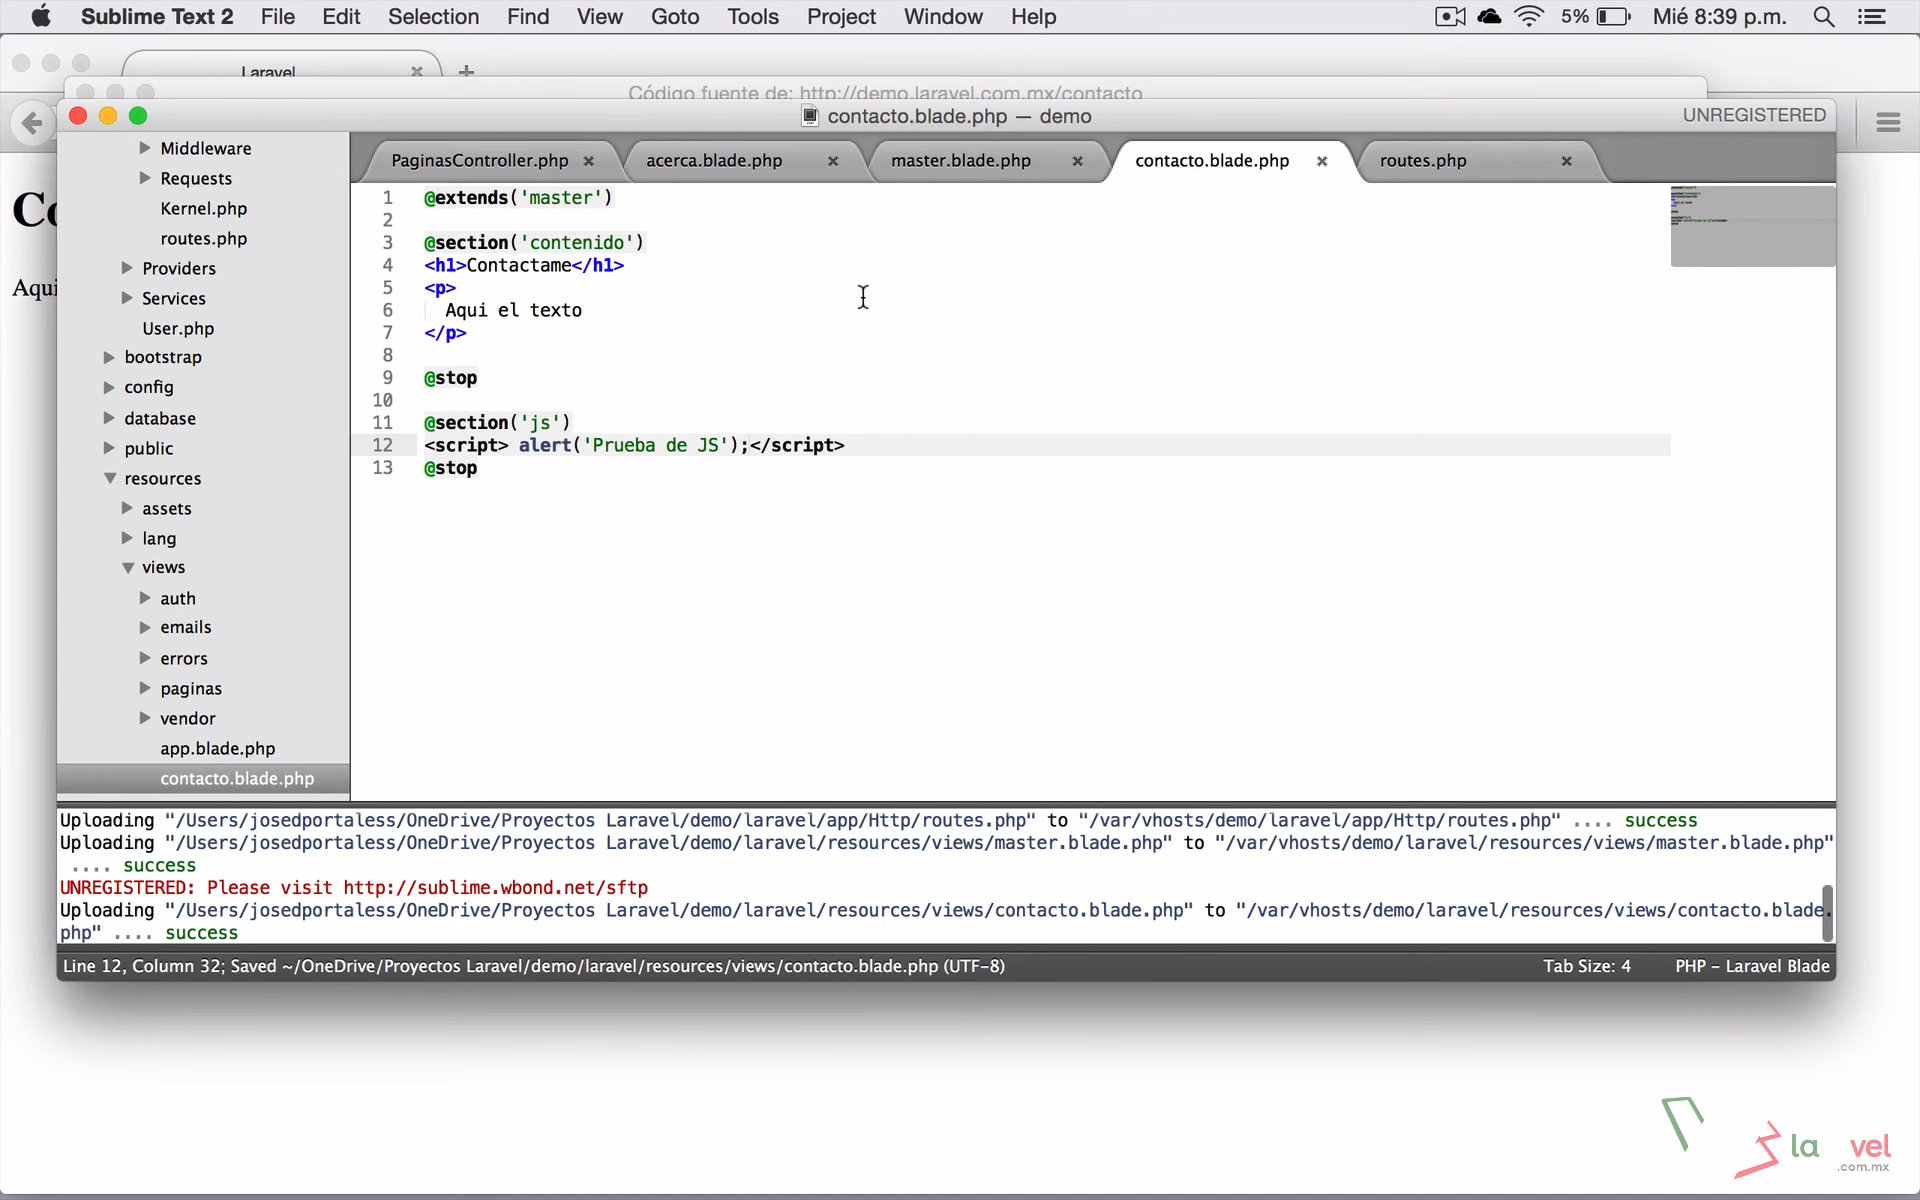 Sublime Text 2 File Edit Selection Find View Goto Tools Project Window Help 5% Mié 8:39 p.m.
Laravel
Código fuente de: http://demo.laravel.com.mx/contacto
contacto.blade.php — demo UNREGISTERED
PaginasController.php acerca.blade.php master.blade.php contacto.blade.php routes.php
Middleware
Requests
Kernel.php
routes.php
Providers
Services
User.php
bootstrap
config
database
public
resources
assets
lang
views
auth
emails
errors
paginas
vendor
app.blade.php
contacto.blade.php
Co
Aqui
1 @extends('master')
2
3 @section('contenido')
4 <h1>Contactame</h1>
5 <p>
6 Aqui el texto
7 </p>
8
9 @stop
10
11 @section('js')
12 <script> alert('Prueba de JS');</script>
13 @stop
Uploading "/Users/josedportaless/OneDrive/Proyectos Laravel/demo/laravel/app/Http/routes.php" to "/var/vhosts/demo/laravel/app/Http/routes.php" .... success
Uploading "/Users/josedportaless/OneDrive/Proyectos Laravel/demo/laravel/resources/views/master.blade.php" to "/var/vhosts/demo/laravel/resources/views/master.blade.php"
.... success
UNREGISTERED: Please visit http://sublime.wbond.net/sftp
Uploading "/Users/josedportaless/OneDrive/Proyectos Laravel/demo/laravel/resources/views/contacto.blade.php" to "/var/vhosts/demo/laravel/resources/views/contacto.blade.
php" .... success
Line 12, Column 32; Saved ~/OneDrive/Proyectos Laravel/demo/laravel/resources/views/contacto.blade.php (UTF-8) Tab Size: 4 PHP - Laravel Blade
la vel
.com.mx